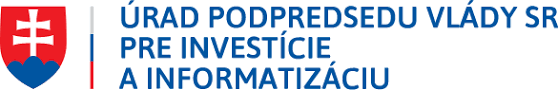 ÚRAD PODPREDSEDU VLÁDY SR
PRE INVESTÍCIE
A INFORMATIZÁCIU